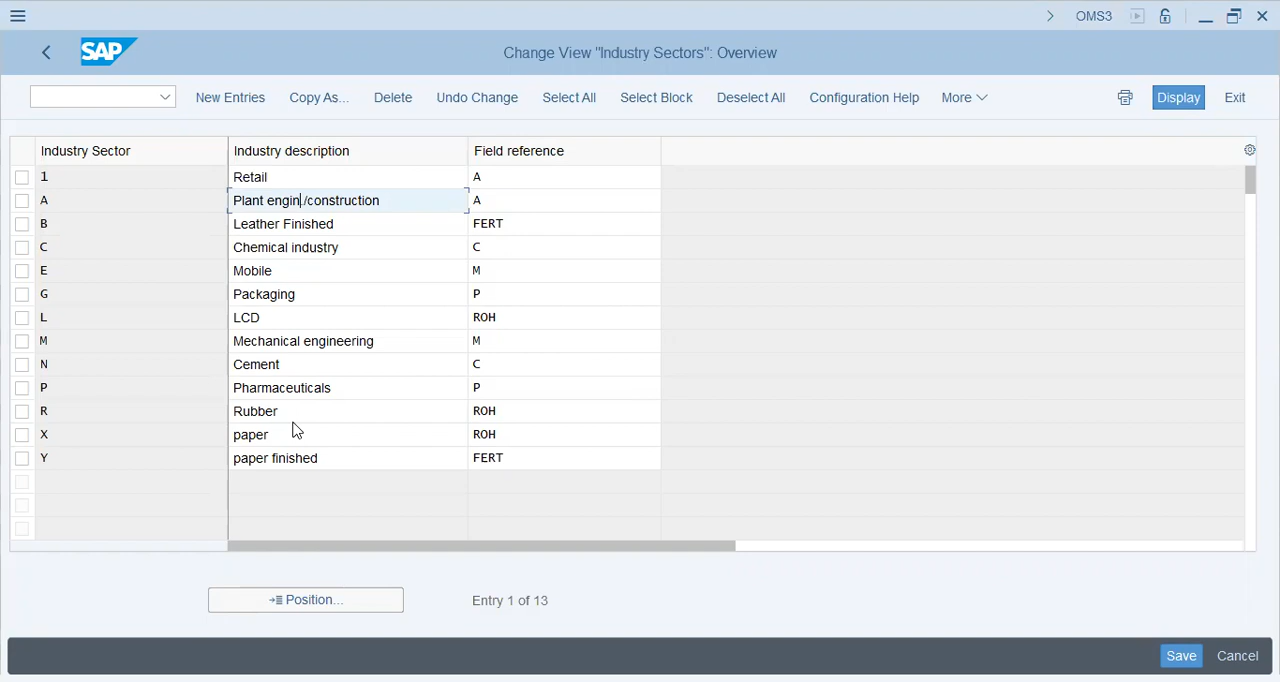 OMS3
SAP Change View "Industry Sectors": Overview
New Entries Copy As... Delete Undo Change Select All Select Block Deselect All Configuration Help More Display Exit
Industry Sector Industry description Field reference
1 Retail A
A Plant engin/construction A
B Leather Finished FERT
C Chemical industry C
E Mobile M
G Packaging P
L LCD ROH
M Mechanical engineering M
N Cement C
P Pharmaceuticals P
R Rubber ROH
X paper ROH
Y paper finished FERT
Position... Entry 1 of 13
Save Cancel